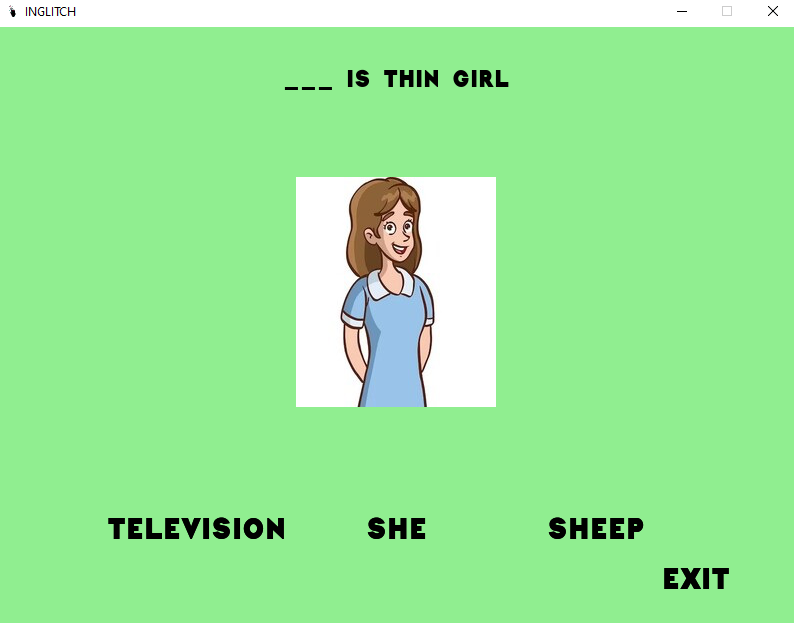 INGLITCH
___ IS THIN GIRL
TELEVISION SHE SHEEP
EXIT